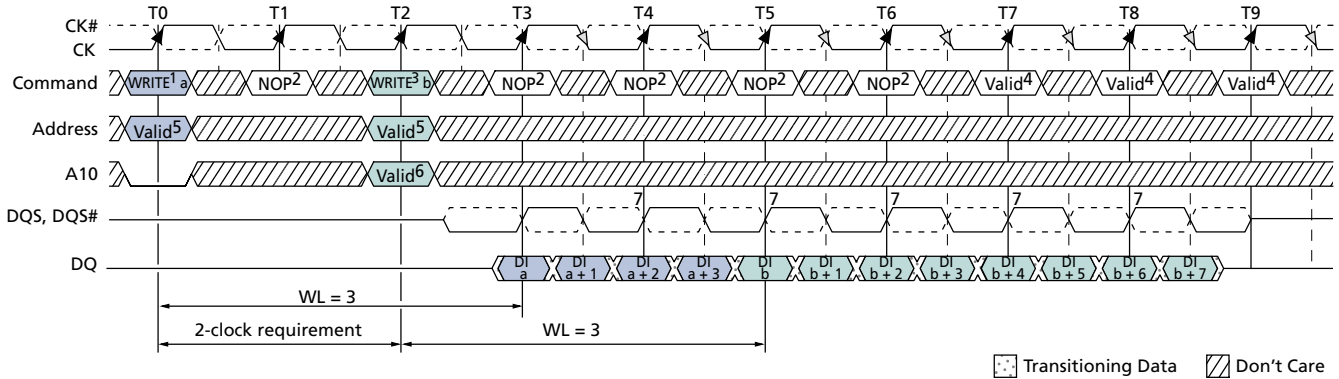 T0 T1 T2 T3 T4 T5 T6 T7 T8 T9
CK#
CK
Command WRITE1 a NOP2 WRITE3 b NOP2 NOP2 NOP2 NOP2 Valid4 Valid4 Valid4
Address Valid5 Valid5
A10 Valid6
7 7 7 7 7
DQS, DQS#
DQ DI a DI a + 1 DI a + 2 DI a + 3 DI b DI b + 1 DI b + 2 DI b + 3 DI b + 4 DI b + 5 DI b + 6 DI b + 7
WL = 3
2-clock requirement WL = 3
Transitioning Data Don't Care